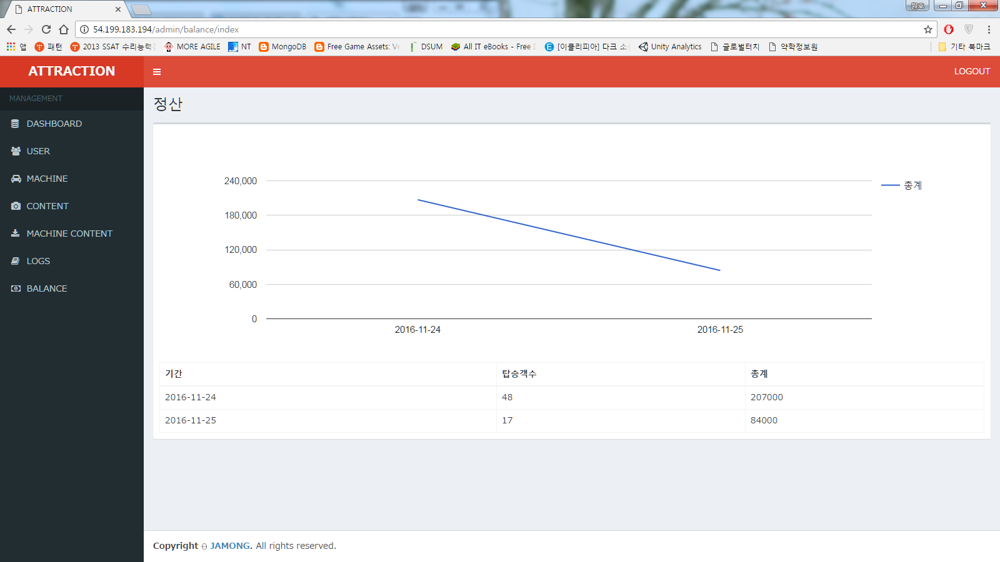 ATTRACTION
원호
54.199.183.194/admin/balance/index
앱 패턴 2013 SSAT 수리능력 MORE AGILE NT MongoDB Free Game Assets: Ve DSUM All IT eBooks - Free I [이클리피아] 다크 소 Unity Analytics 글로벌터치 약학정보원 기타 북마크
ATTRACTION LOGOUT
MANAGEMENT
DASHBOARD
USER
MACHINE
CONTENT
MACHINE CONTENT
LOGS
BALANCE
정산
240,000
180,000
120,000
60,000
0
2016-11-24 2016-11-25
총계
기간 탑승객수 총계
2016-11-24 48 207000
2016-11-25 17 84000
Copyright © JAMONG. All rights reserved.